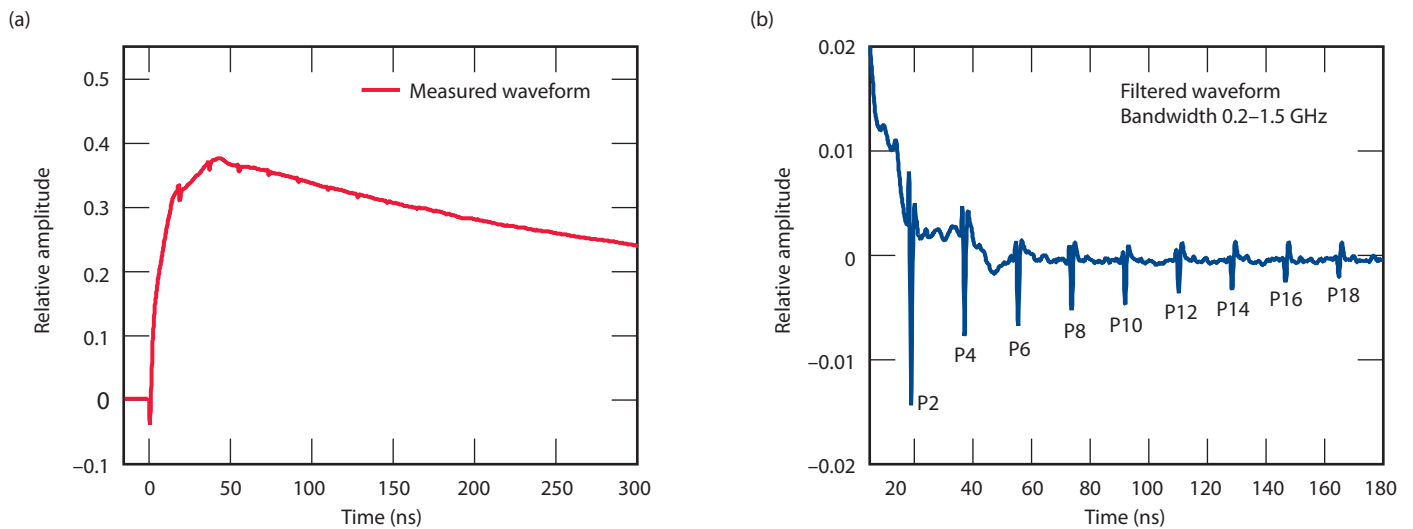 (a)
Relative amplitude
0.5
0.4
0.3
0.2
0.1
0
–0.1
Measured waveform
0 50 100 150 200 250 300
Time (ns)
(b)
Relative amplitude
0.02
0.01
0
–0.01
–0.02
Filtered waveform
Bandwidth 0.2–1.5 GHz
P2
P4
P6
P8
P10
P12
P14
P16
P18
20 40 60 80 100 120 140 160 180
Time (ns)